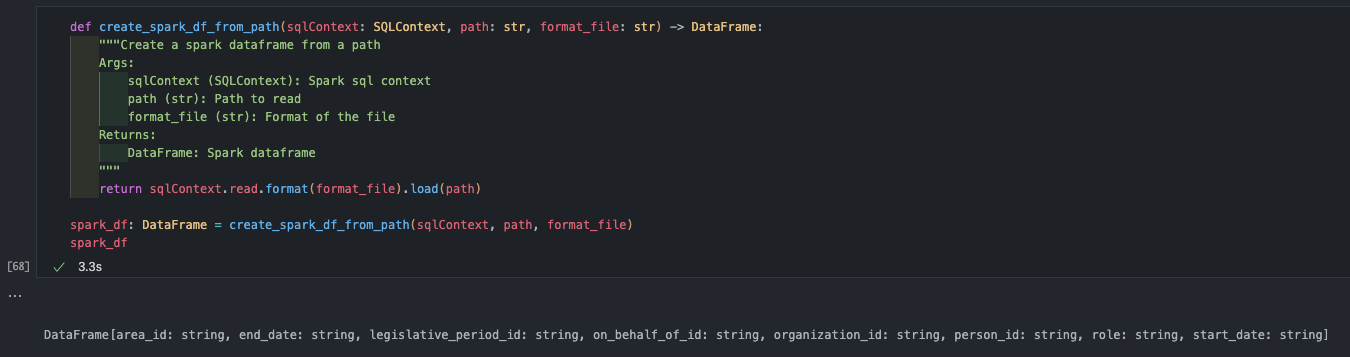 def create_spark_df_from_path(sqlContext: SQLContext, path: str, format_file: str) -> DataFrame:
    """Create a spark dataframe from a path
    Args:
        sqlContext (SQLContext): Spark sql context
        path (str): Path to read
        format_file (str): Format of the file
    Returns:
        DataFrame: Spark dataframe
    """
    return sqlContext.read.format(format_file).load(path)

spark_df: DataFrame = create_spark_df_from_path(sqlContext, path, format_file)
spark_df
[68] ✓ 3.3s
...
DataFrame[area_id: string, end_date: string, legislative_period_id: string, on_behalf_of_id: string, organization_id: string, person_id: string, role: string, start_date: string]